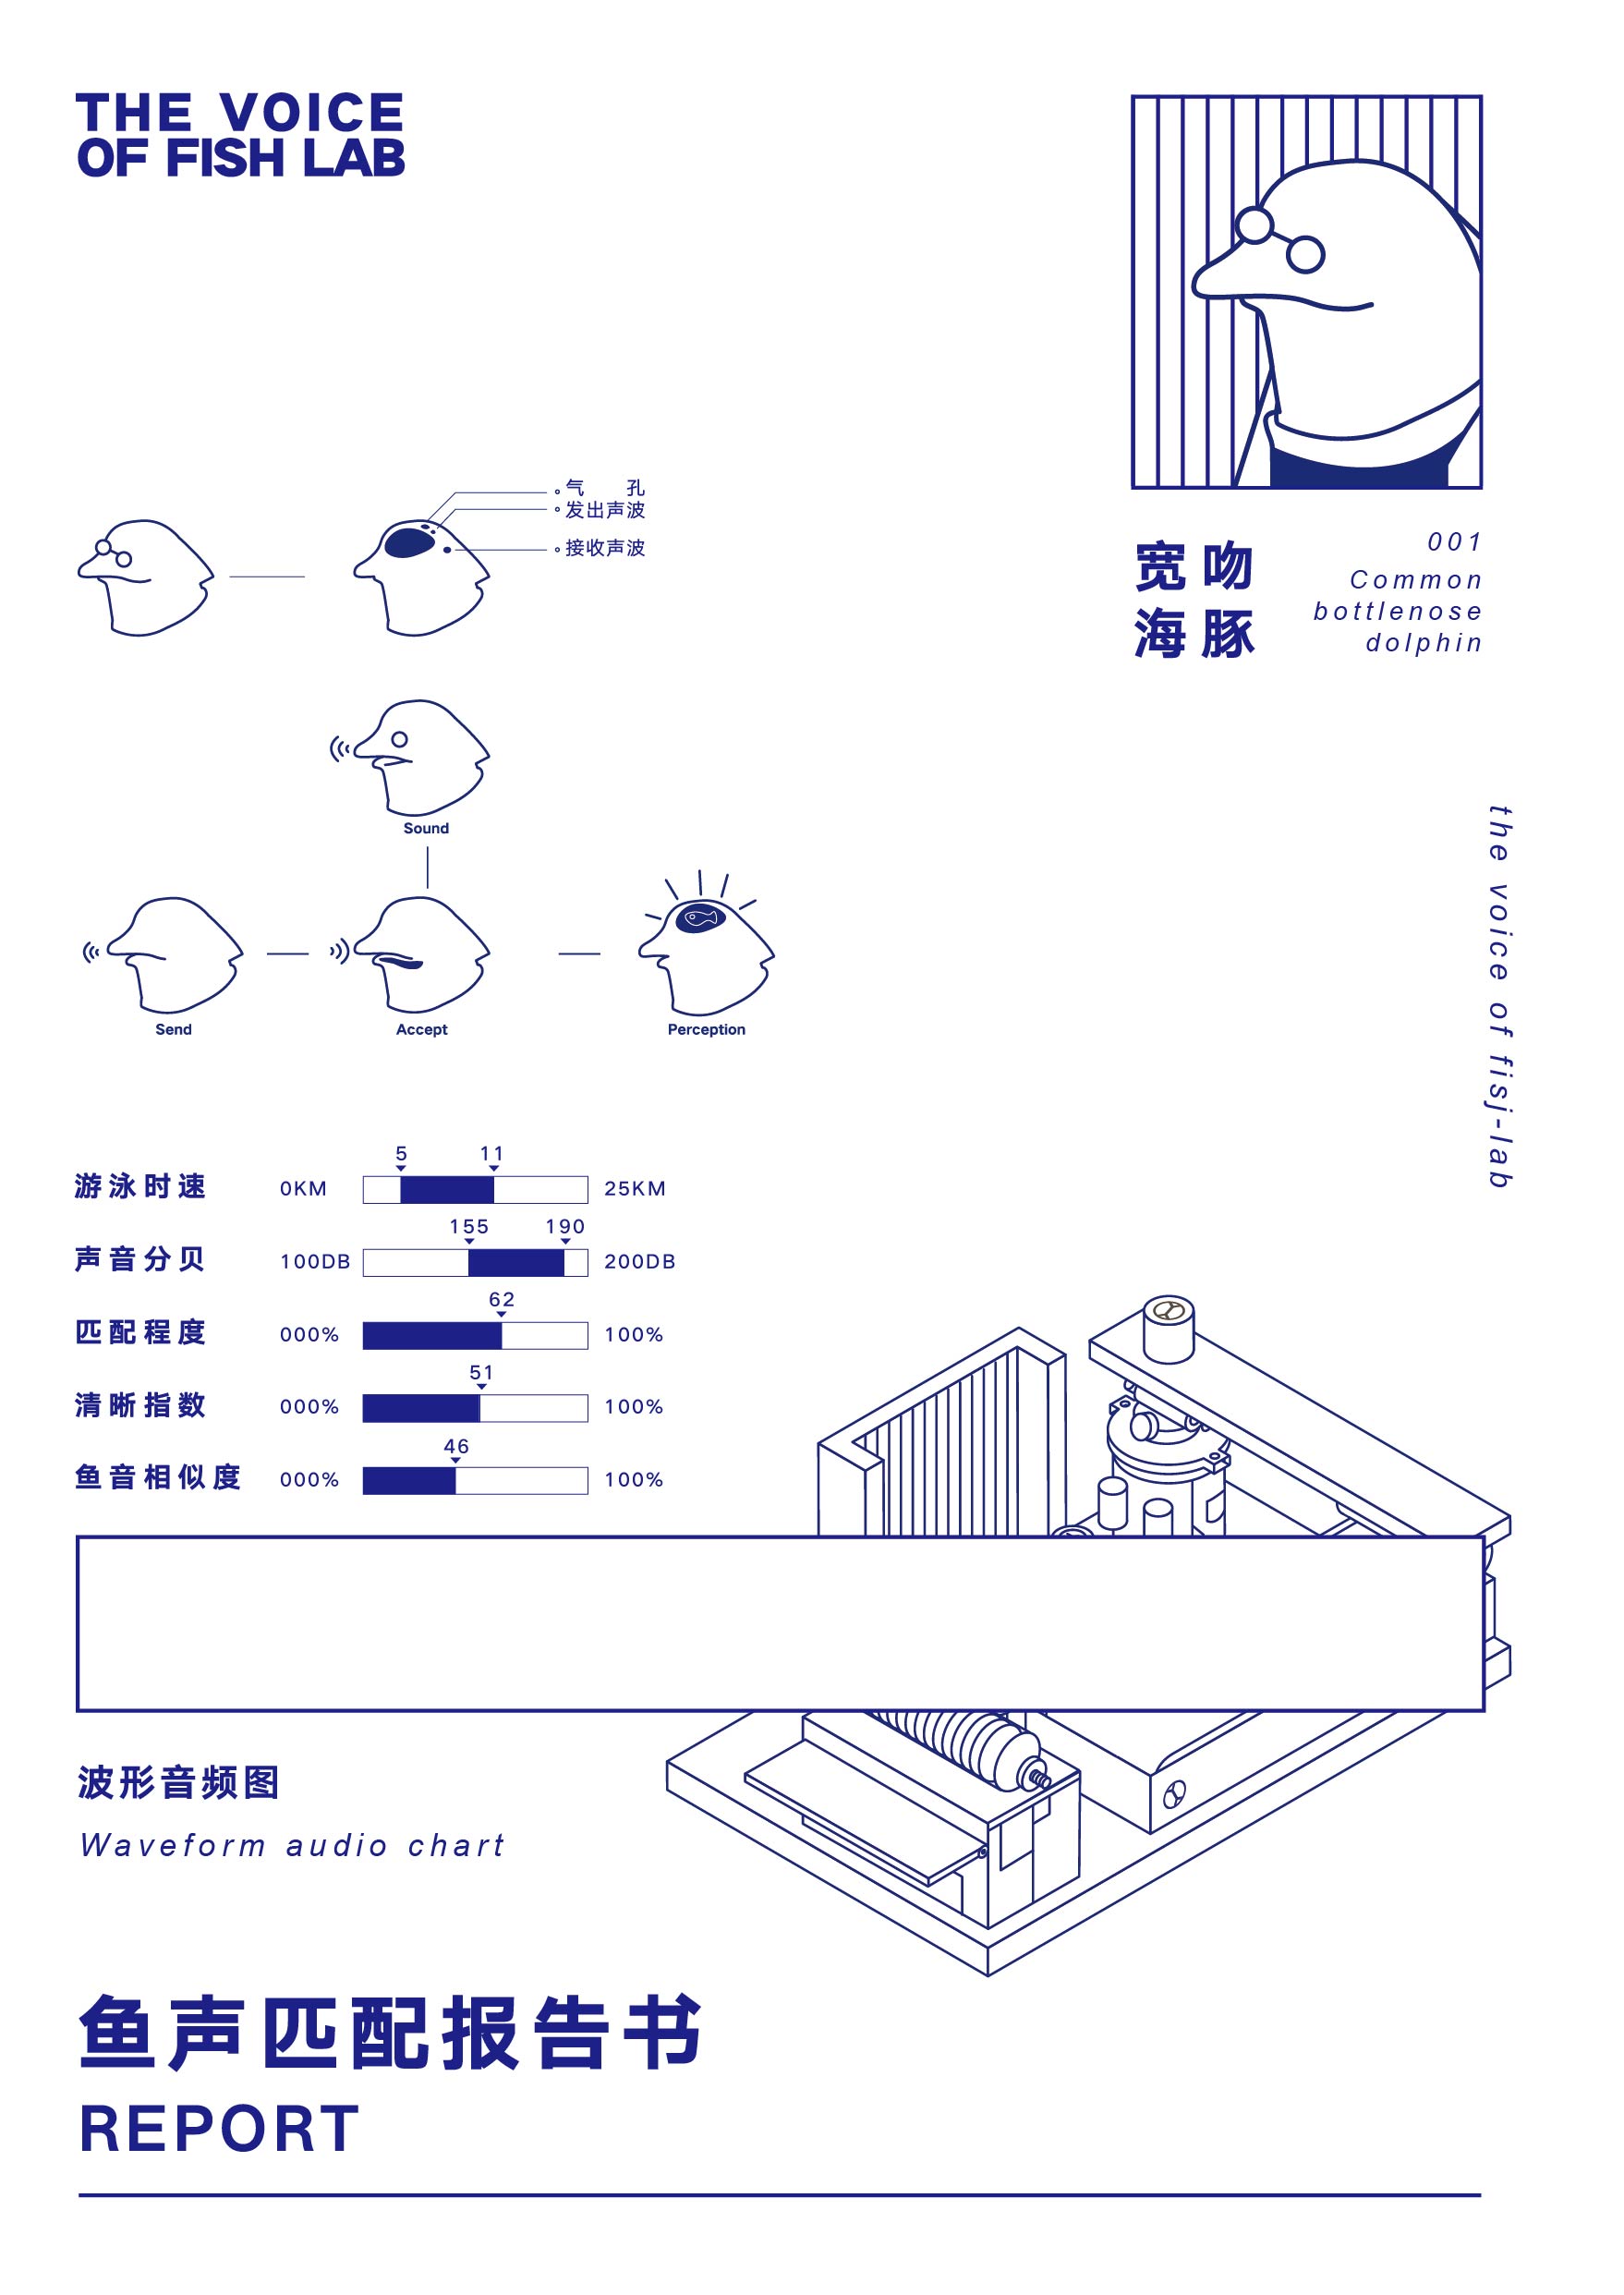 THE VOICE
OF FISH LAB
气 孔
发出声波
接收声波
宽吻
海豚
001
Common
bottlenose
dolphin
Sound
Send
Accept
Perception
the voice of fisj-lab
5 11
游泳时速 0KM 25KM
155 190
声音分贝 100DB 200DB
62
匹配程度 000% 100%
51
清晰指数 000% 100%
46
鱼音相似度 000% 100%
波形音频图
Waveform audio chart
鱼声匹配报告书
REPORT